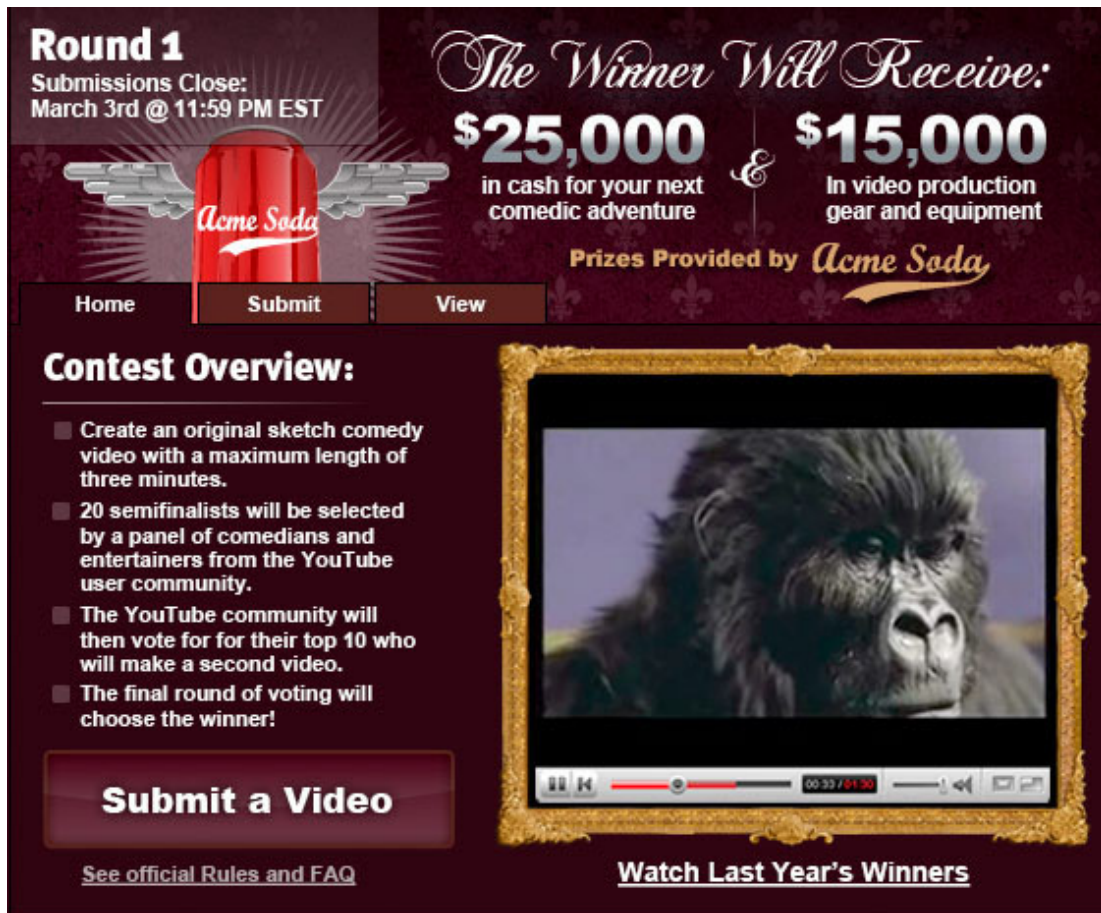 Round 1
Submissions Close:
March 3rd @ 11:59 PM EST
The Winner Will Receive:
$25,000
in cash for your next
comedic adventure
&
$15,000
In video production
gear and equipment
Prizes Provided by Acme Soda
Acme Soda
Home
Submit
View
Contest Overview:
Create an original sketch comedy
video with a maximum length of
three minutes.
20 semifinalists will be selected
by a panel of comedians and
entertainers from the YouTube
user community.
The YouTube community will
then vote for for their top 10 who
will make a second video.
The final round of voting will
choose the winner!
00:33 / 01:30
Submit a Video
See official Rules and FAQ
Watch Last Year's Winners